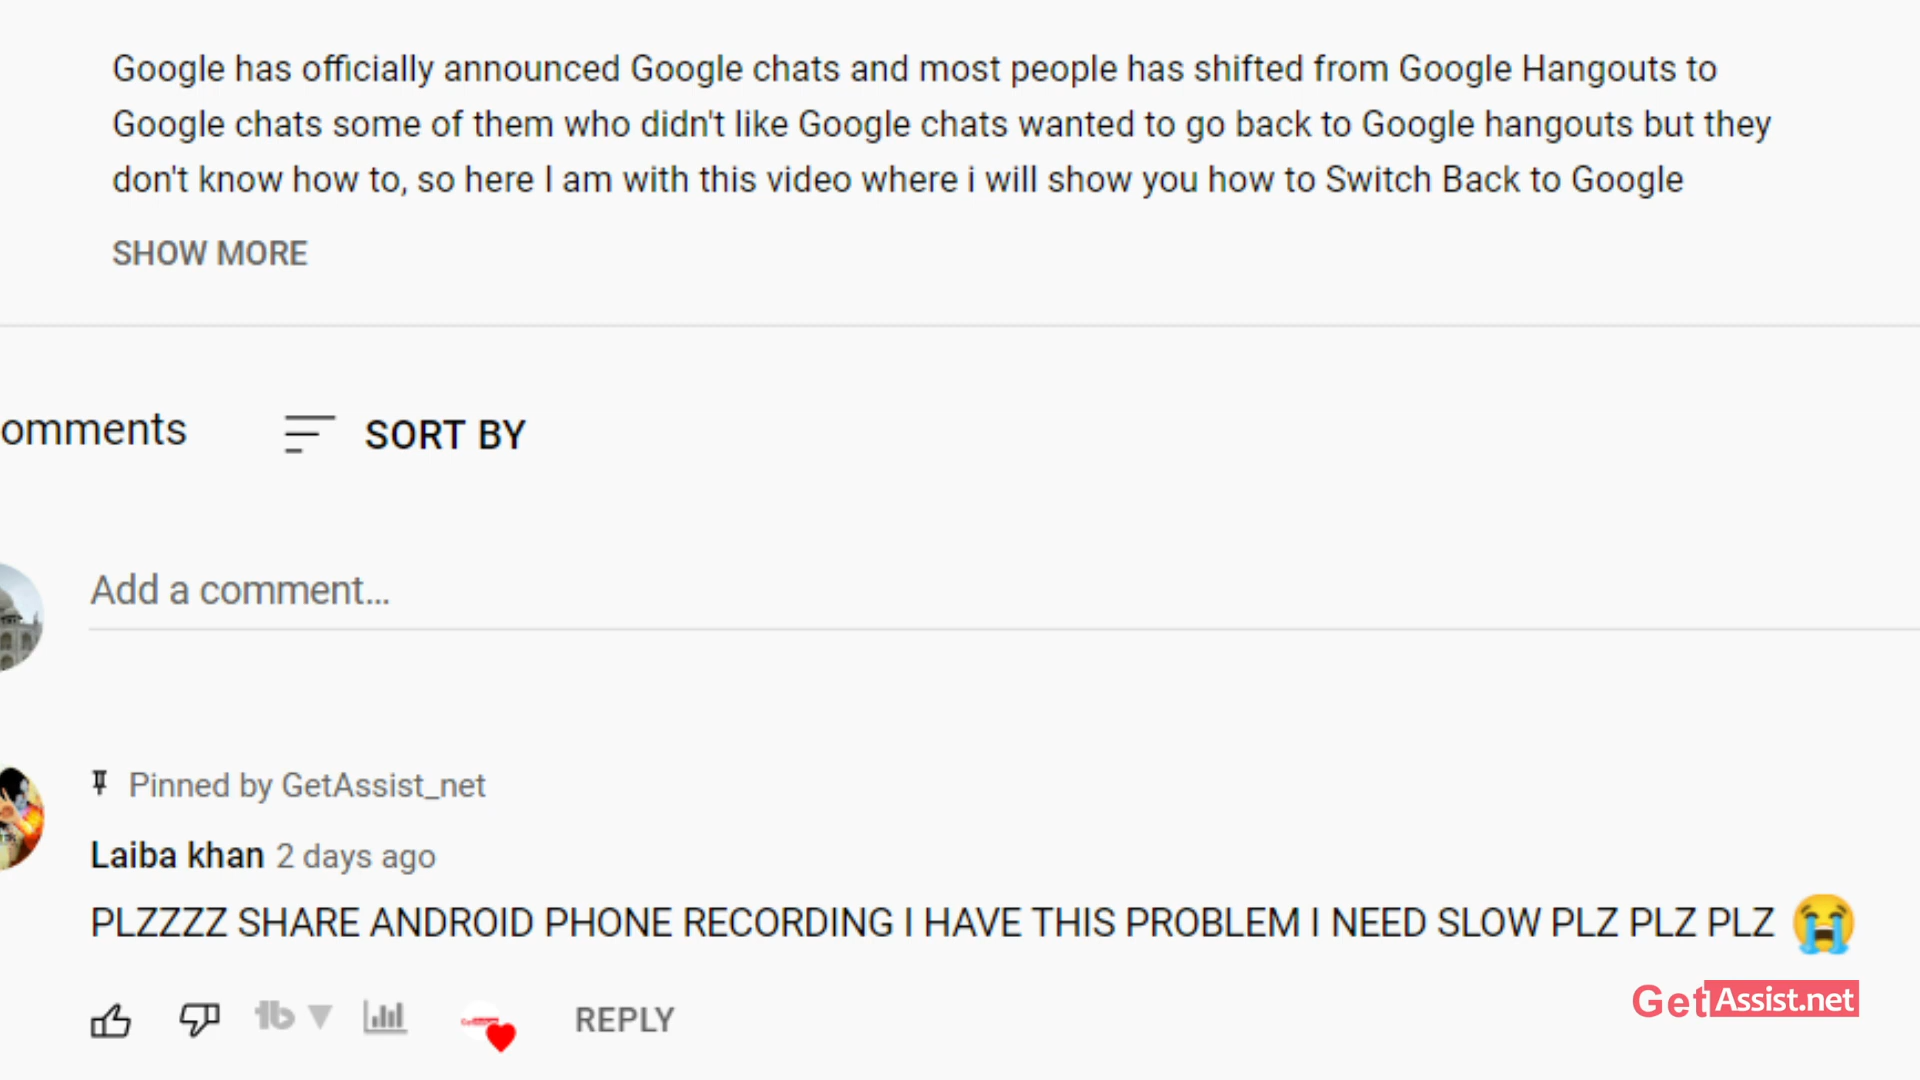 Google has officially announced Google chats and most people has shifted from Google Hangouts to
Google chats some of them who didn't like Google chats wanted to go back to Google hangouts but they
don't know how to, so here I am with this video where i will show you how to Switch Back to Google
SHOW MORE
omments
SORT BY
Add a comment...
Pinned by GetAssist_net
Laiba khan 2 days ago
PLZZZZ SHARE ANDROID PHONE RECORDING I HAVE THIS PROBLEM I NEED SLOW PLZ PLZ PLZ 😭
REPLY
GetAssist.net